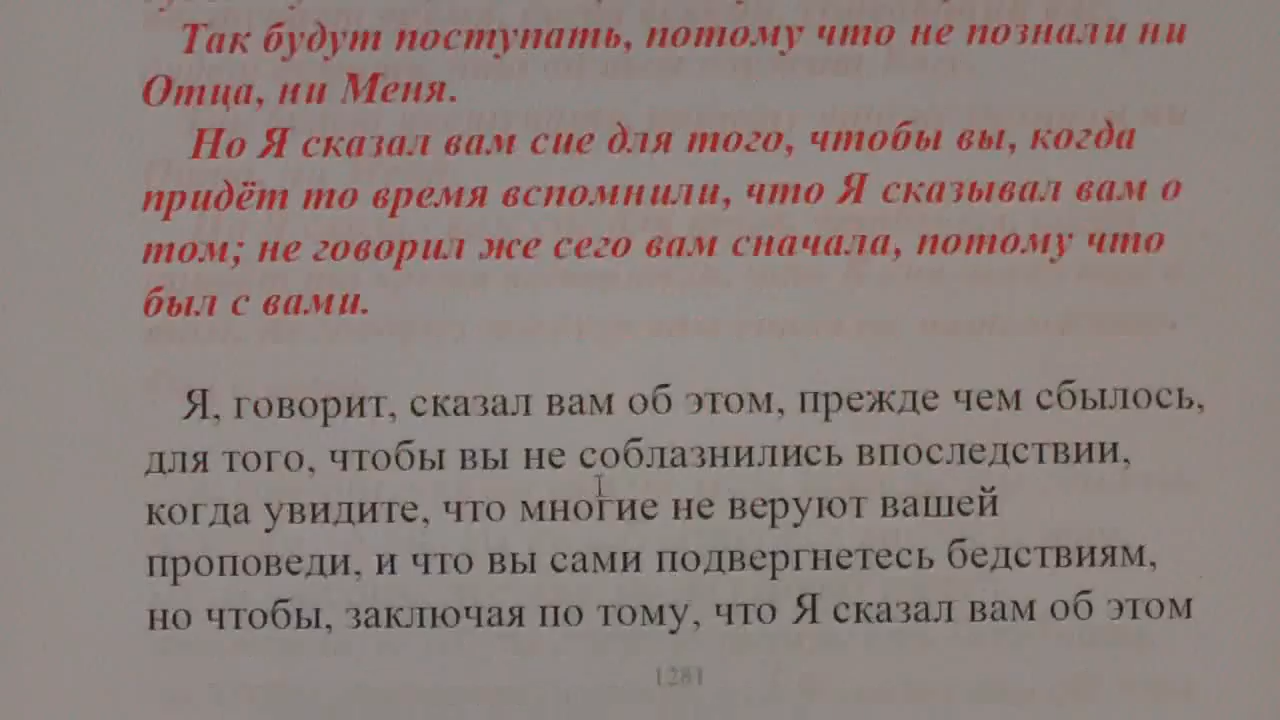 Так будут поступать, потому что не познали ни
Отца, ни Меня.
Но Я сказал вам сие для того, чтобы вы, когда
придёт то время вспомнили, что Я сказывал вам о
том; не говорил же сего вам сначала, потому что
был с вами.
Я, говорит, сказал вам об этом, прежде чем сбылось,
для того, чтобы вы не соблазнились впоследствии,
когда увидите, что многие не веруют вашей
проповеди, и что вы сами подвергнетесь бедствиям,
но чтобы, заключая по тому, что Я сказал вам об этом
1281